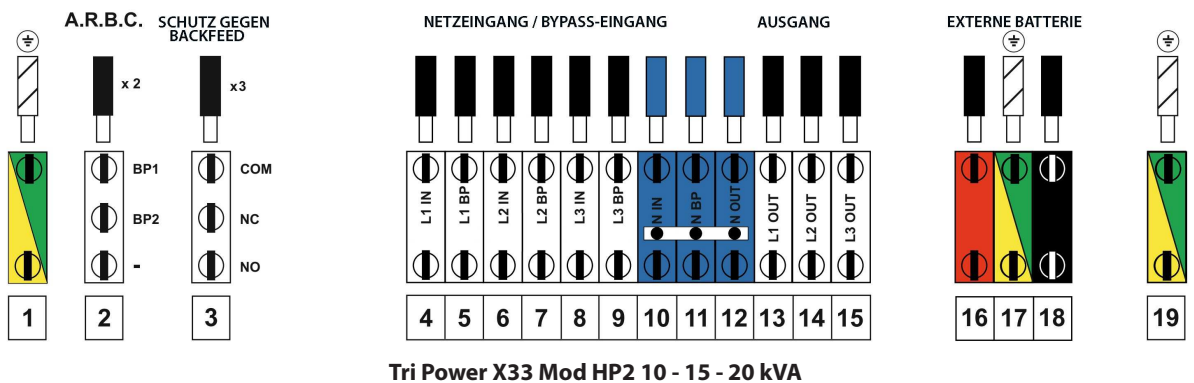 A.R.B.C.
SCHUTZ GEGEN
BACKFEED
NETZEINGANG / BYPASS-EINGANG
AUSGANG
EXTERNE BATTERIE
x 2
x3
BP1
BP2
-
COM
NC
NO
L1 IN
L1 BP
L2 IN
L2 BP
L3 IN
L3 BP
N IN
N BP
N OUT
L1 OUT
L2 OUT
L3 OUT
1
2
3
4
5
6
7
8
9
10
11
12
13
14
15
16
17
18
19
Tri Power X33 Mod HP2 10 - 15 - 20 kVA